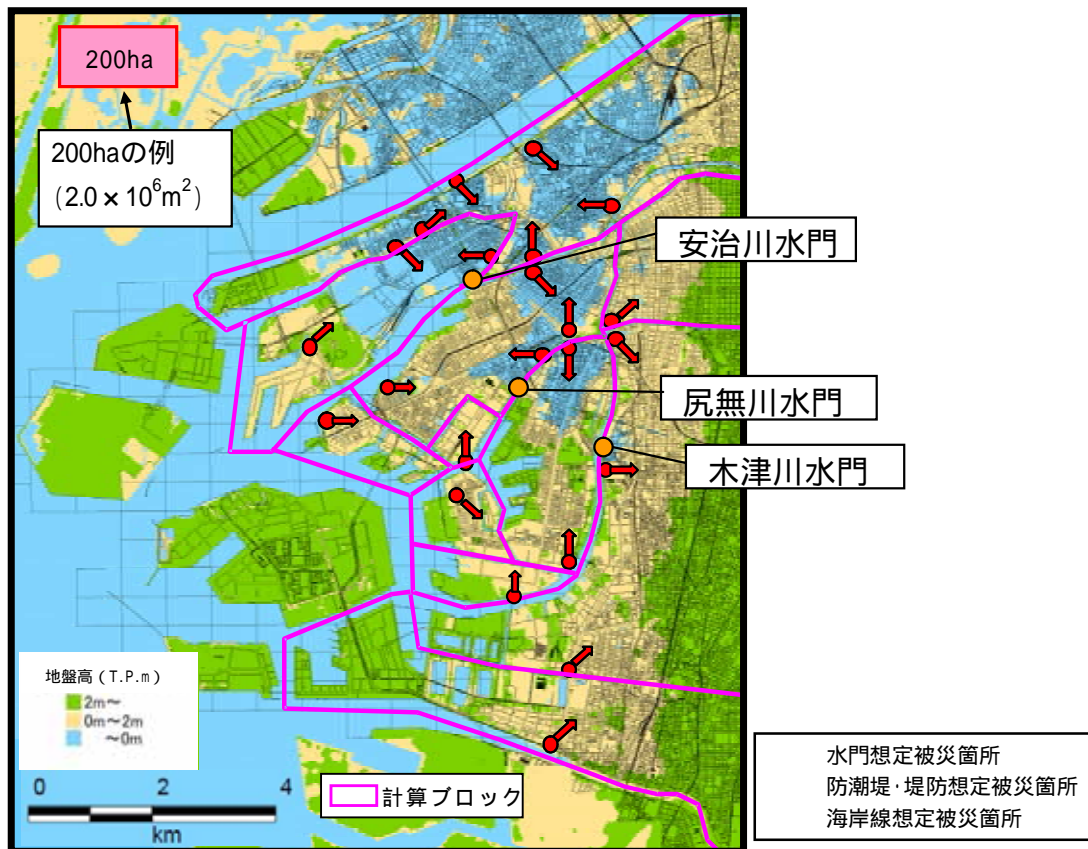 200ha
200haの例
(2.0×10⁶m²)
安治川水門
尻無川水門
木津川水門
地盤高(T.P.m)
2m～
0m～2m
～0m
0 2 4
km
計算ブロック
水門想定被災箇所
防潮堤・堤防想定被災箇所
海岸線想定被災箇所